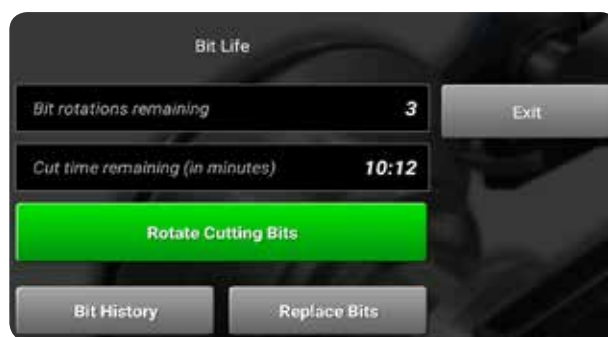 Bit Life
Bit rotations remaining 3
Exit
Cut time remaining (in minutes) 10:12
Rotate Cutting Bits
Bit History
Replace Bits